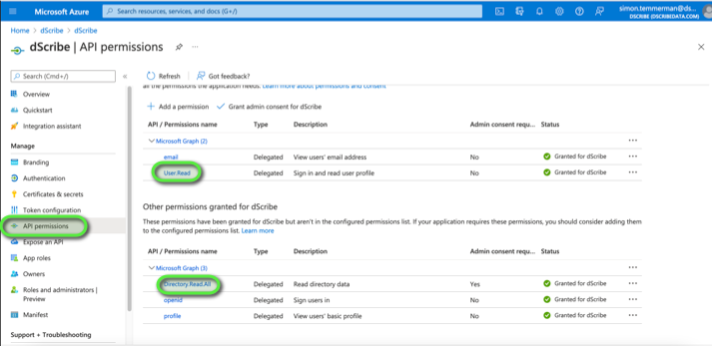 Microsoft Azure
Search resources, services, and docs (G+/)
simon.temmerman@ds...
DSCRIBE (DSCRIBEDATA.COM)
Home > dScribe > dScribe
dScribe | API permissions
Search (Cmd+/)
Overview
Quickstart
Integration assistant
Manage
Branding
Authentication
Certificates & secrets
Token configuration
API permissions
Expose an API
App roles
Owners
Roles and administrators |
Preview
Manifest
Support + Troubleshooting
Refresh Got feedback?
all the permissions the application needs. Learn more about permissions and consent
Add a permission Grant admin consent for dScribe
API / Permissions name Type Description Admin consent requ... Status
Microsoft Graph (2) ...
email Delegated View users' email address No Granted for dScribe ...
User.Read Delegated Sign in and read user profile No Granted for dScribe ...
Other permissions granted for dScribe
These permissions have been granted for dScribe but aren't in the configured permissions list. If your application requires these permissions, you should consider adding them
to the configured permissions list. Learn more
API / Permissions name Type Description Admin consent requ... Status
Microsoft Graph (3) ...
Directory.Read.All Delegated Read directory data Yes Granted for dScribe ...
openid Delegated Sign users in No Granted for dScribe ...
profile Delegated View users' basic profile No Granted for dScribe ...